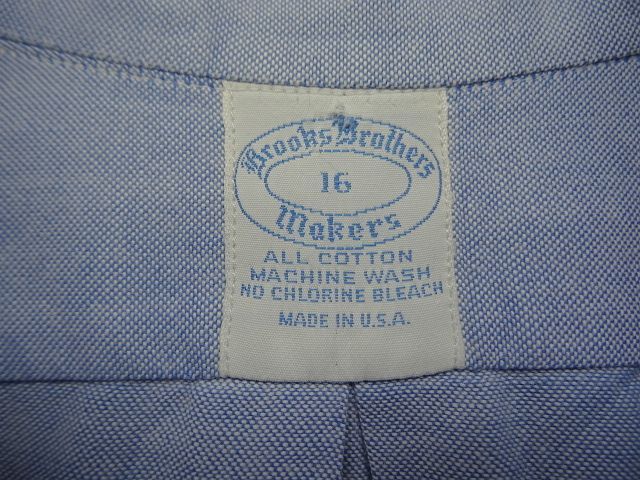 Brooks Brothers
16
Makers
ALL COTTON
MACHINE WASH
NO CHLORINE BLEACH
MADE IN U.S.A.